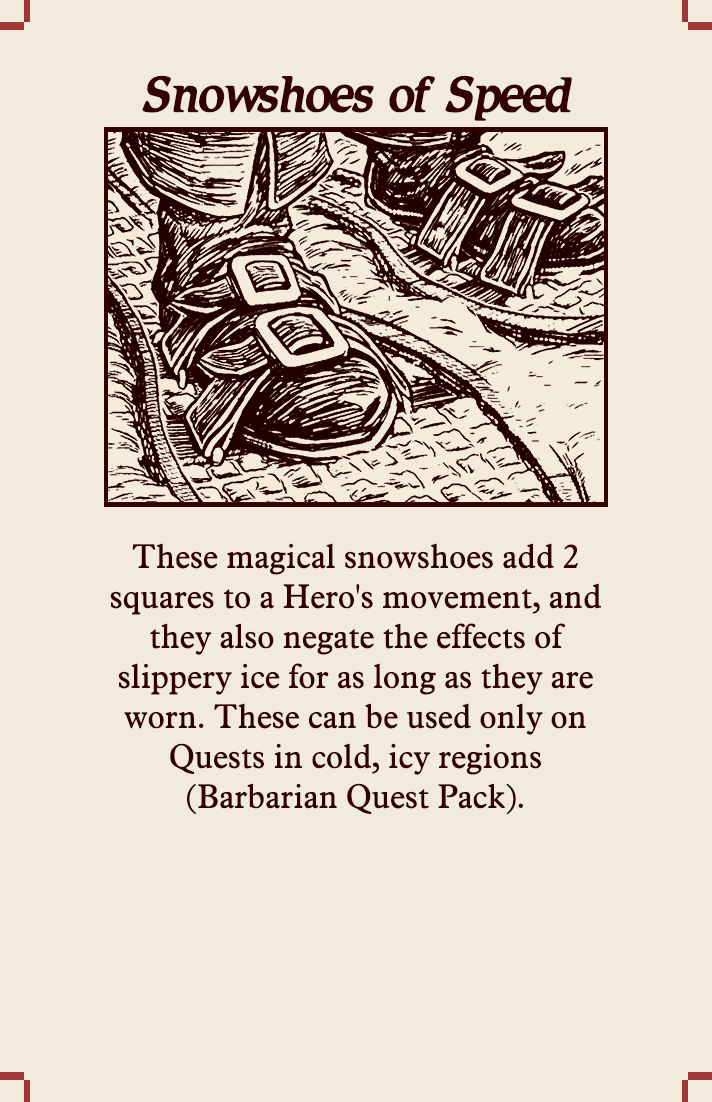 Snowshoes of Speed
These magical snowshoes add 2
squares to a Hero's movement, and
they also negate the effects of
slippery ice for as long as they are
worn. These can be used only on
Quests in cold, icy regions
(Barbarian Quest Pack).